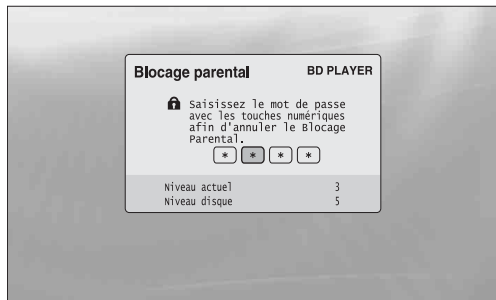 Blocage parental BD PLAYER
Saisissez le mot de passe
avec les touches numériques
afin d'annuler le Blocage
Parental.
* * * *
Niveau actuel 3
Niveau disque 5